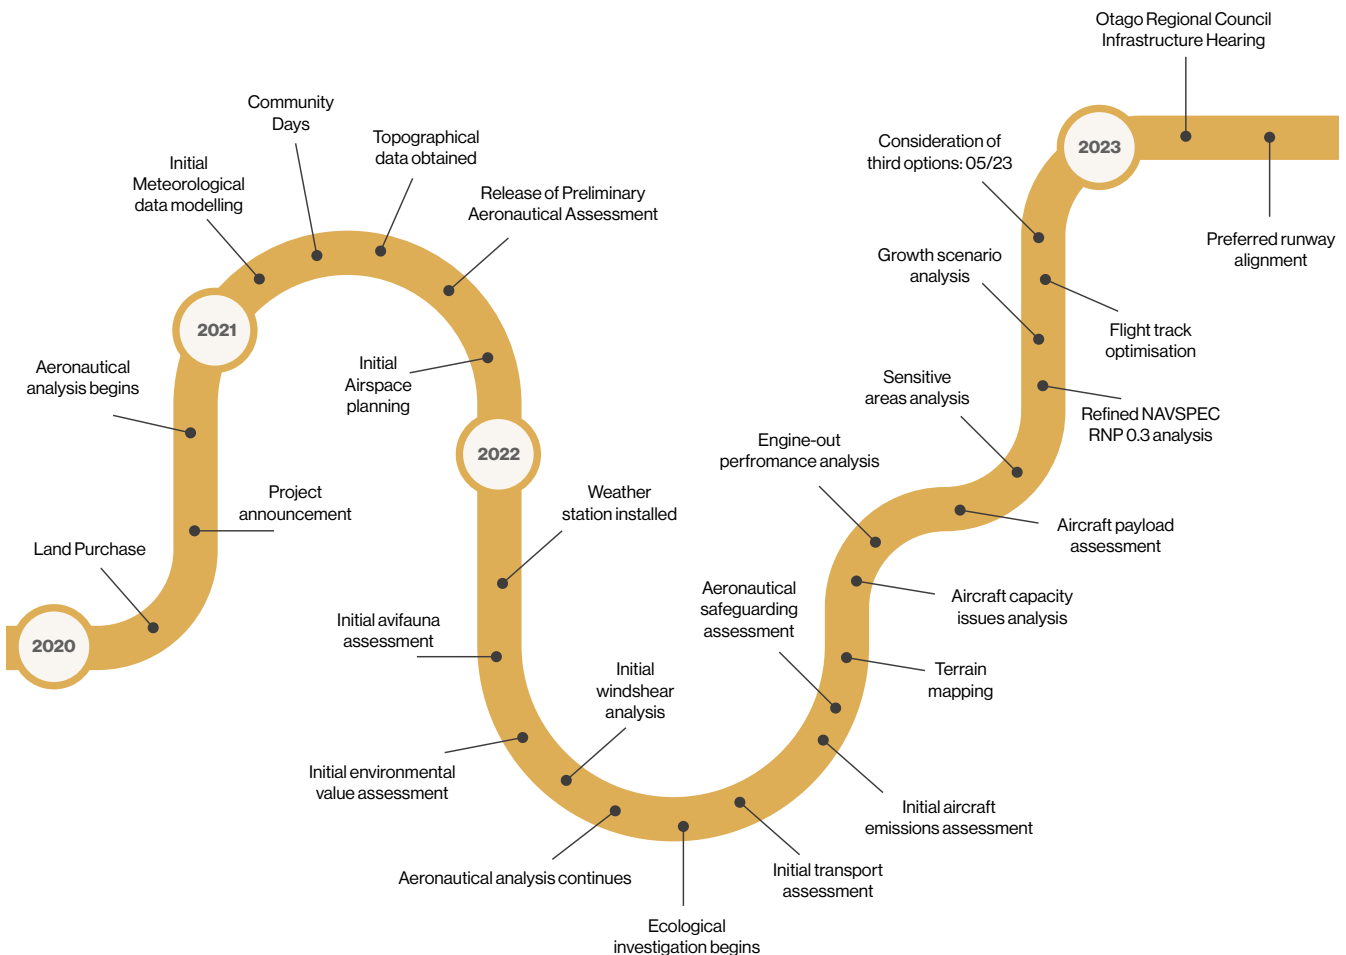 2020
Land Purchase
Project
announcement
Aeronautical
analysis begins
2021
Initial
Meteorological
data modelling
Community
Days
Topographical
data obtained
Release of Preliminary
Aeronautical Assessment
Initial
Airspace
planning
2022
Weather
station installed
Initial avifauna
assessment
Initial environmental
value assessment
Initial
windshear
analysis
Aeronautical analysis continues
Ecological
investigation begins
Initial transport
assessment
Initial aircraft
emissions assessment
Aeronautical
safeguarding
assessment
Terrain
mapping
Aircraft capacity
issues analysis
Engine-out
perfromance analysis
Aircraft payload
assessment
Sensitive
areas analysis
Refined NAVSPEC
RNP 0.3 analysis
Growth scenario
analysis
Flight track
optimisation
Consideration of
third options: 05/23
2023
Otago Regional Council
Infrastructure Hearing
Preferred runway
alignment